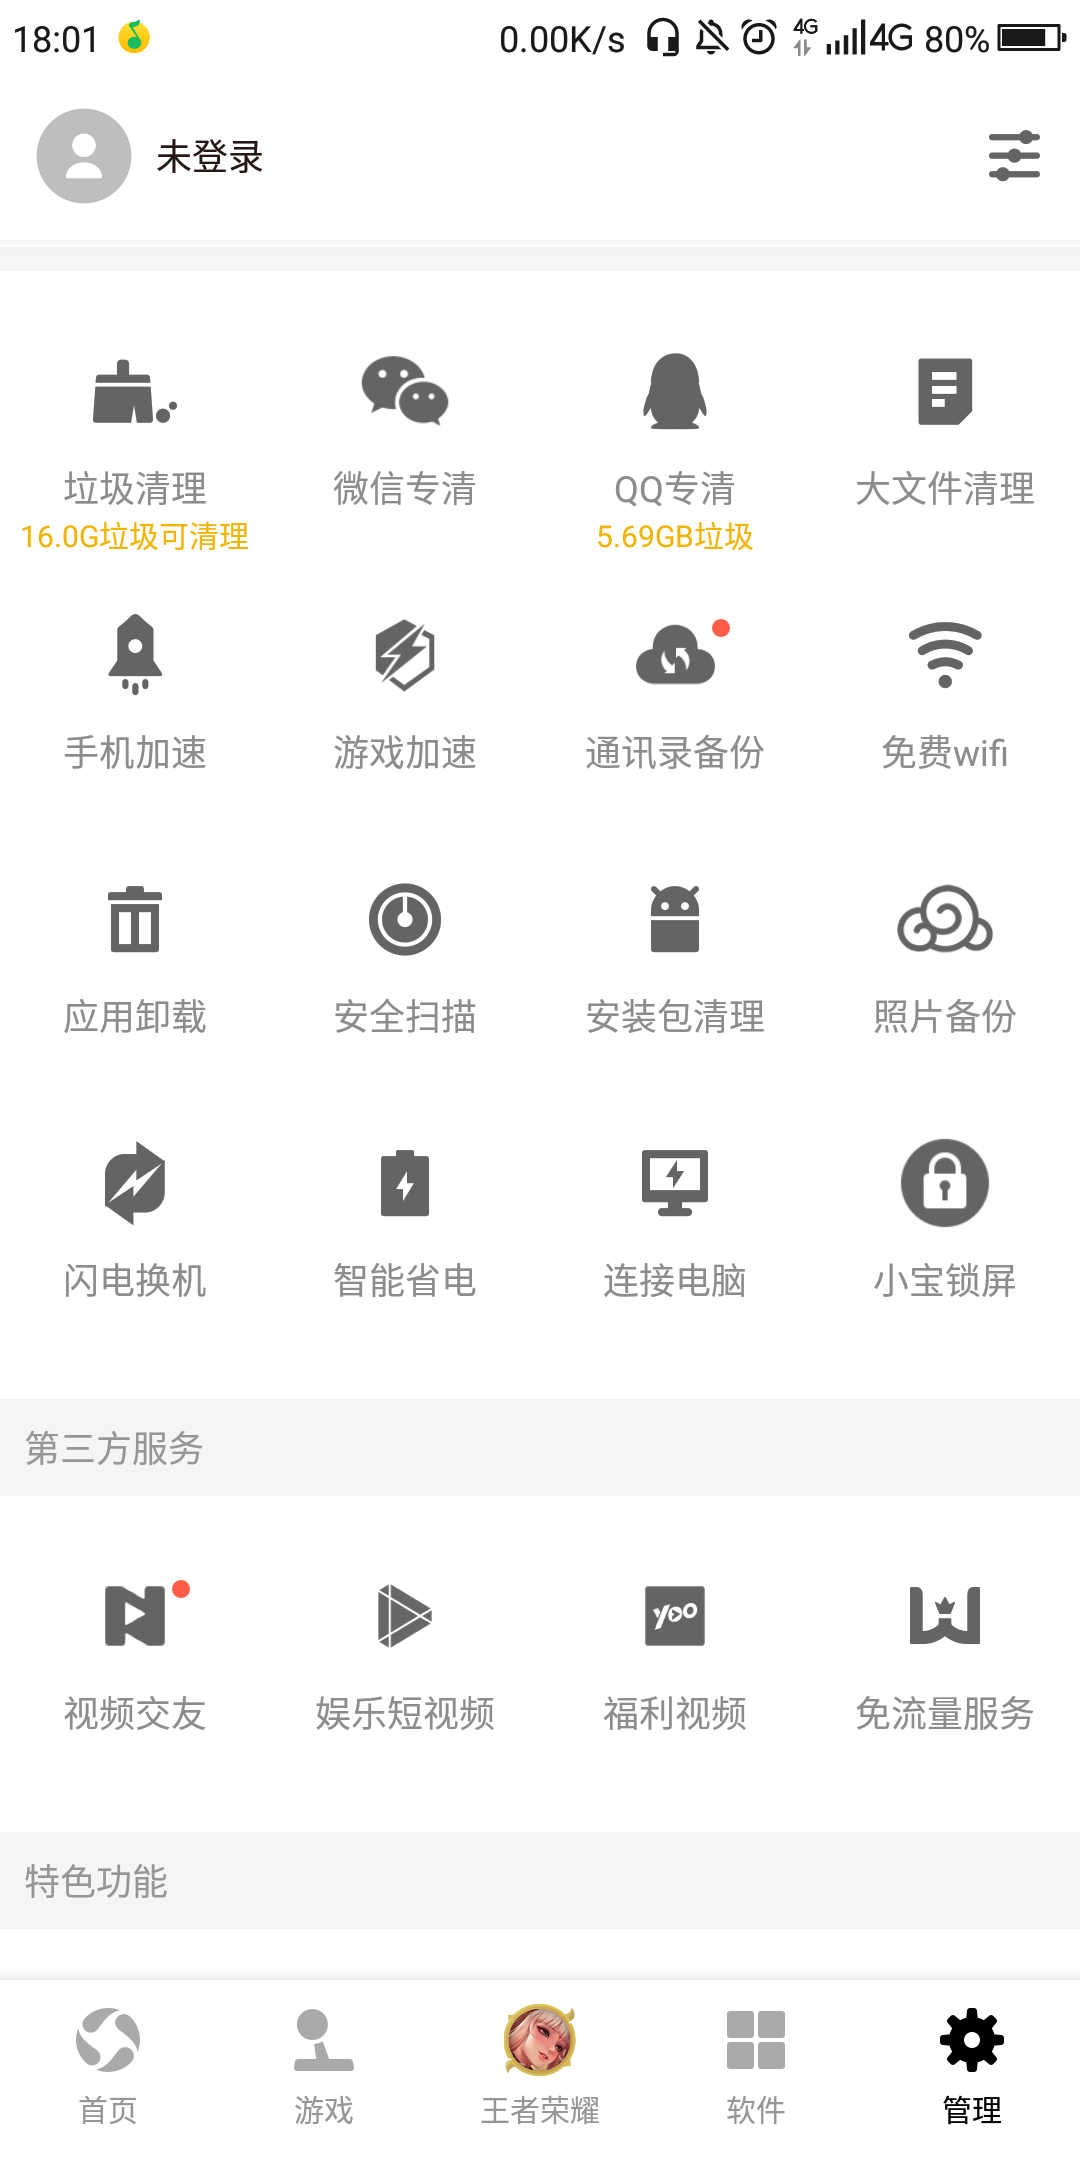 18:01 0.00K/s 4G 4G 80%
未登录
垃圾清理 微信专清 QQ专清 大文件清理
16.0G垃圾可清理 5.69GB垃圾
手机加速 游戏加速 通讯录备份 免费wifi
应用卸载 安全扫描 安装包清理 照片备份
闪电换机 智能省电 连接电脑 小宝锁屏
第三方服务
yoo
视频交友 娱乐短视频 福利视频 免流量服务
特色功能
首页 游戏 王者荣耀 软件 管理